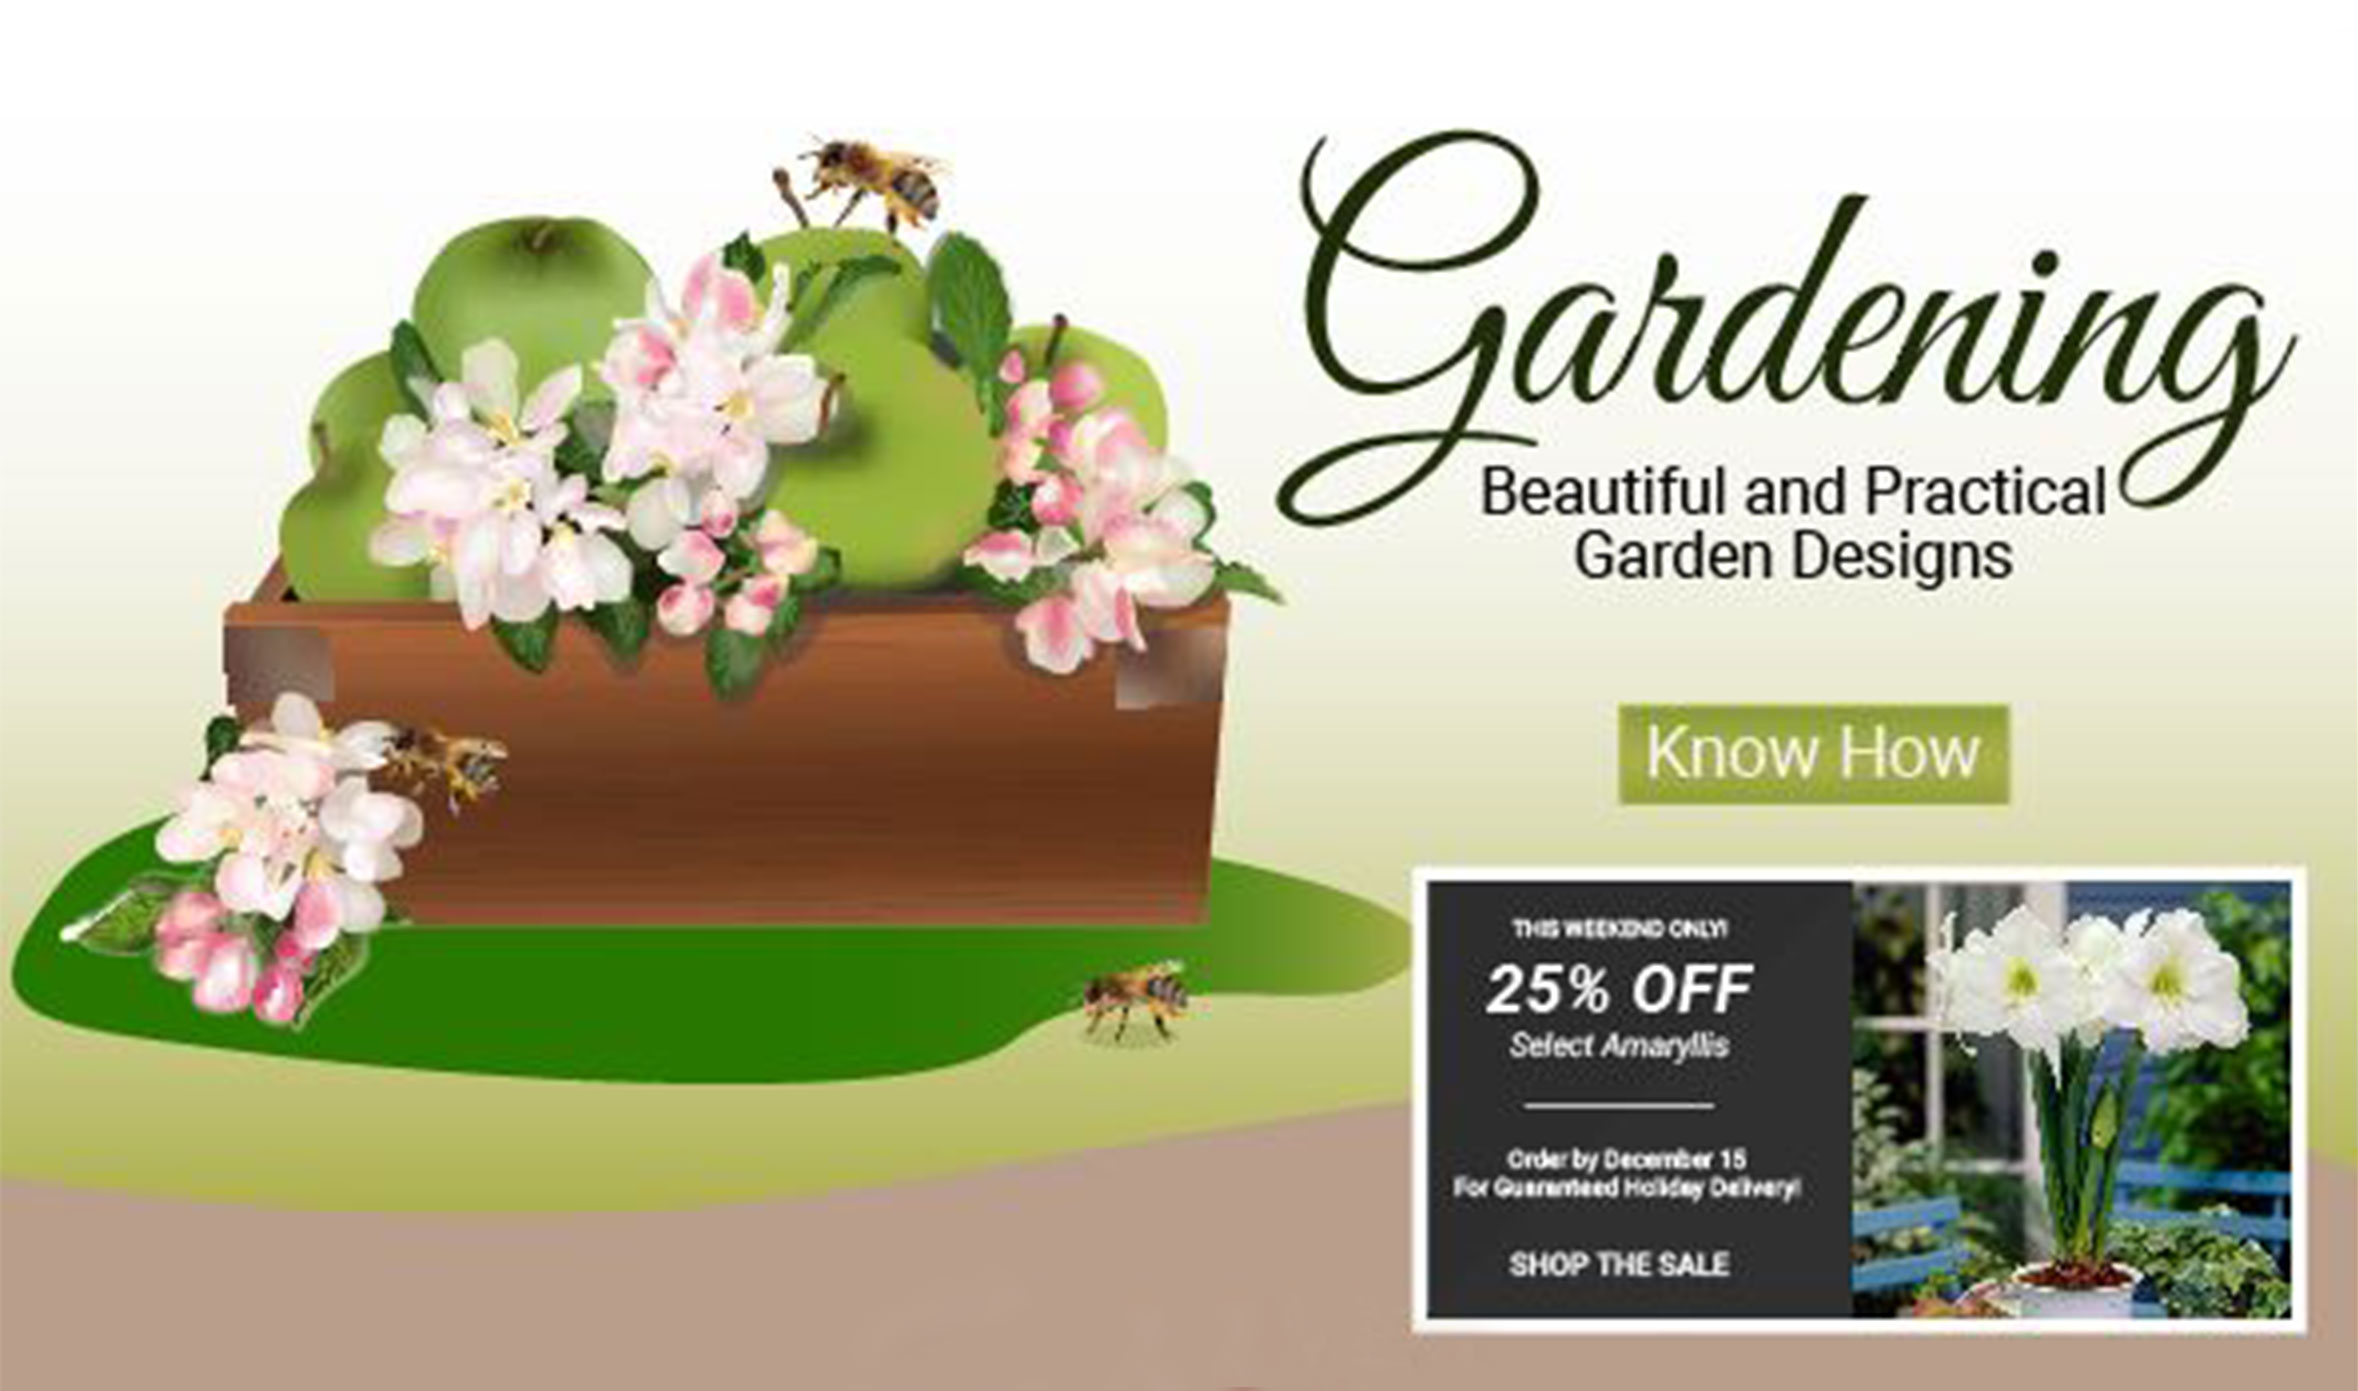 Gardening
Beautiful and Practical
Garden Designs
Know How
THIS WEEKEND ONLY!
25% OFF
Select Amaryllis
Order by December 15
For Guaranteed Holiday Delivery!
SHOP THE SALE